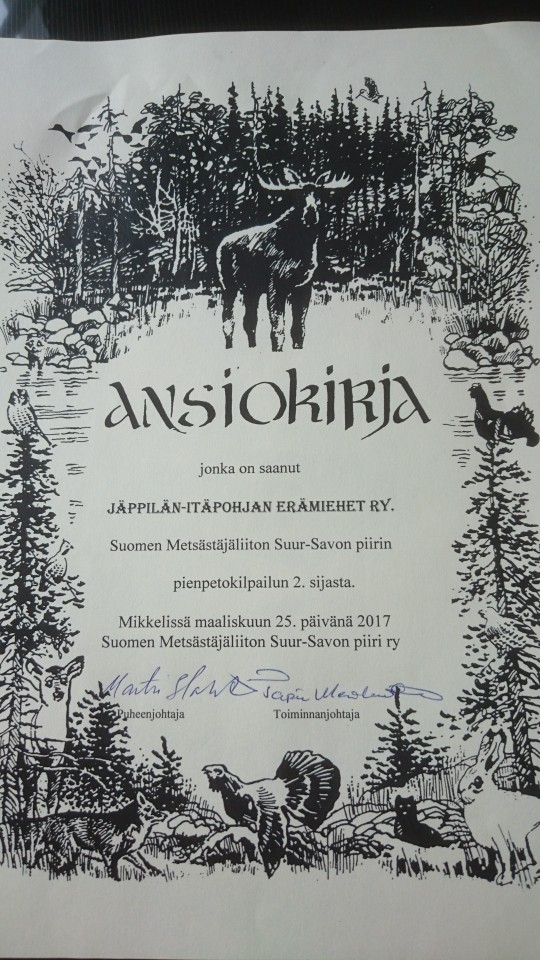 ANSIOKIRJA
jonka on saanut
JÄPPILÄN-ITÄPOHJAN ERÄMIEHET RY.
Suomen Metsästäjäliiton Suur-Savon piirin
pienpetokilpailun 2. sijasta.
Mikkelissä maaliskuun 25. päivänä 2017
Suomen Metsästäjäliiton Suur-Savon piiri ry
Puheenjohtaja Toiminnanjohtaja